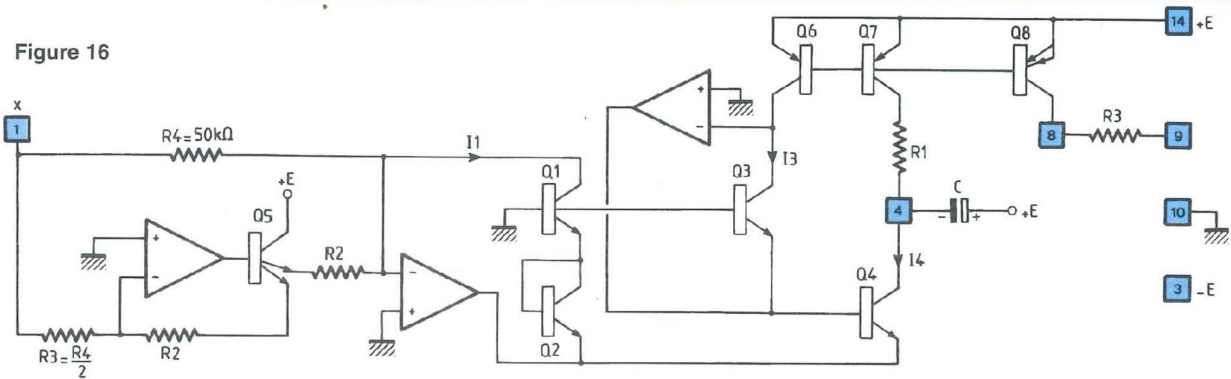 Figure 16
x
1
R4=50kΩ
I1
+E
Q5
+
-
R2
R3=R4/2
R2
-
+
Q1
Q2
+
-
Q3
I3
Q6
Q7
Q8
14 +E
R1
8
R3
9
4
C
- +
+E
I4
Q4
10
3 -E